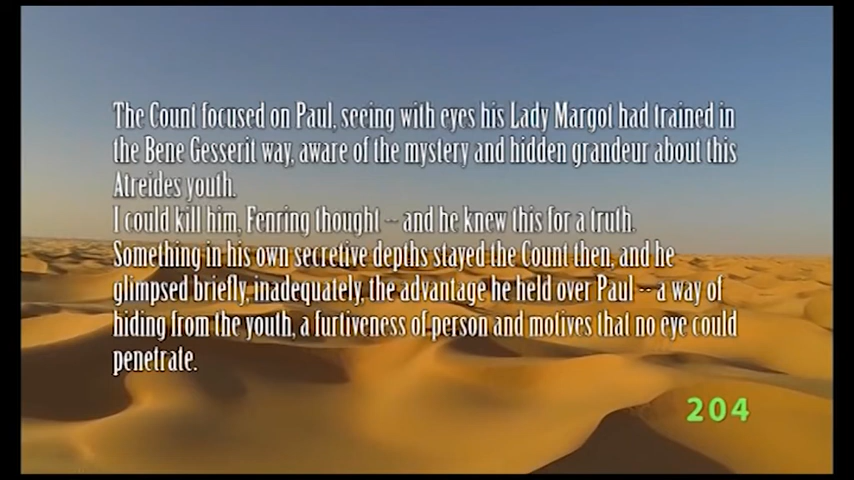 The Count focused on Paul, seeing with eyes his Lady Margot had trained in
the Bene Gesserit way, aware of the mystery and hidden grandeur about this
Atreides youth.
I could kill him, Fenring thought -- and he knew this for a truth.
Something in his own secretive depths stayed the Count then, and he
glimpsed briefly, inadequately, the advantage he held over Paul -- a way of
hiding from the youth, a furtiveness of person and motives that no eye could
penetrate.
204